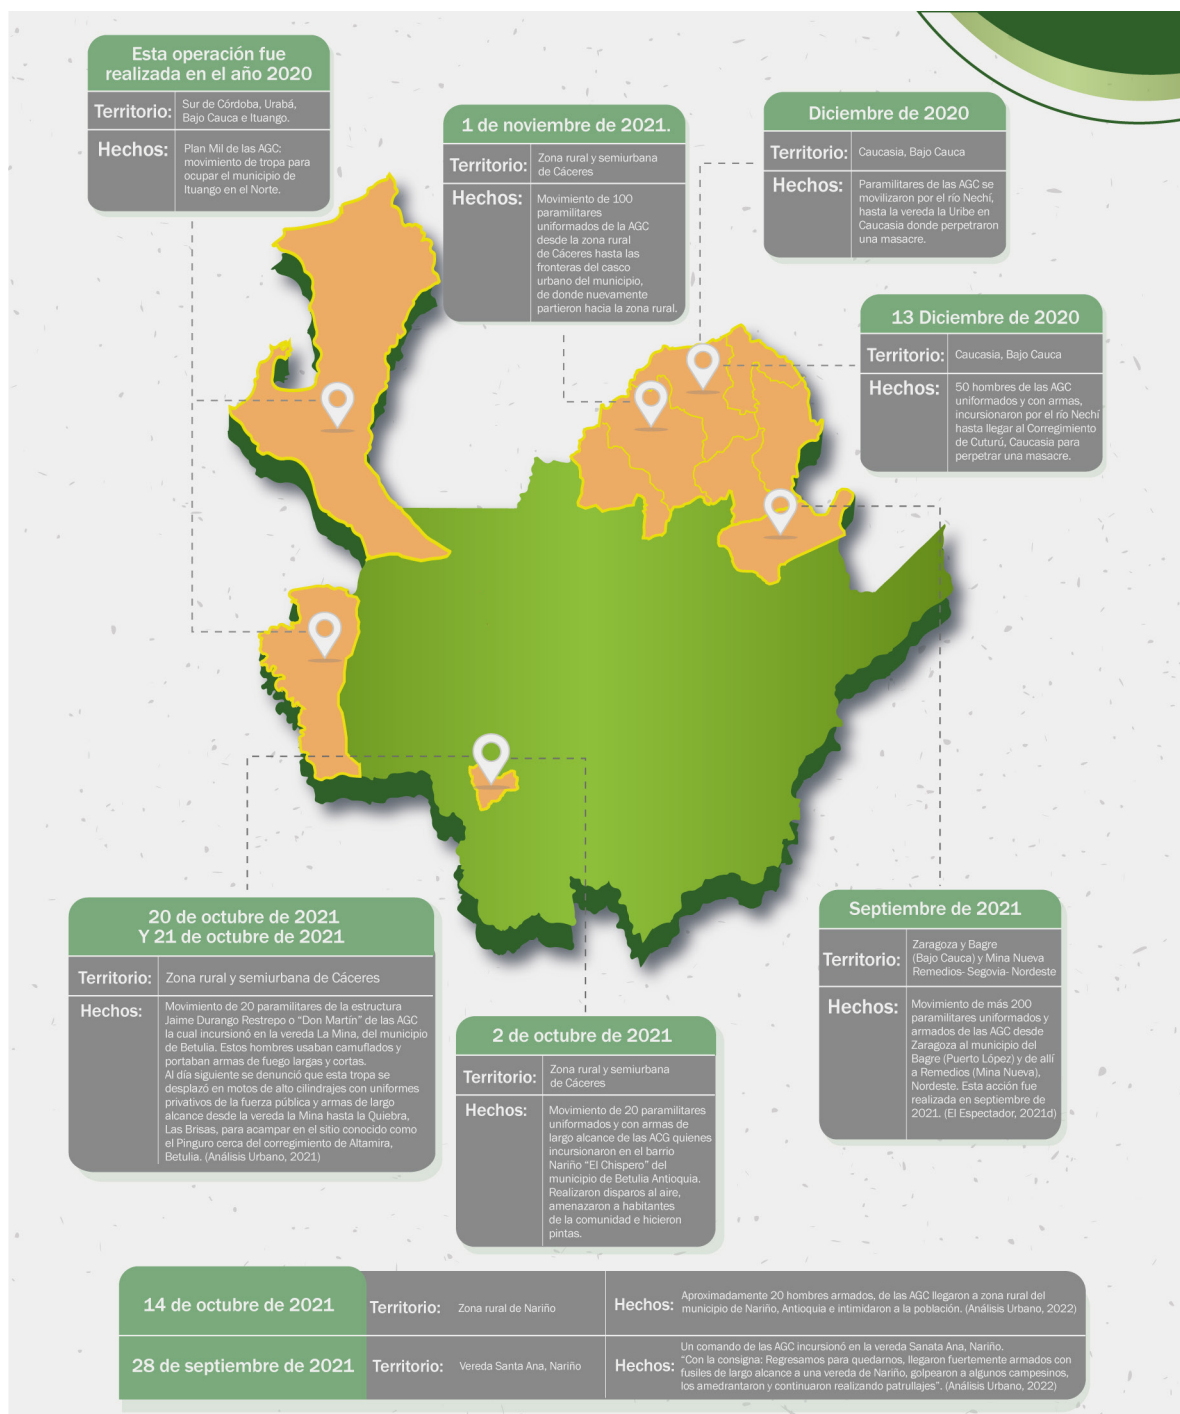 Esta operación fue
realizada en el año 2020
Territorio:
Sur de Córdoba, Urabá,
Bajo Cauca e Ituango.
Hechos:
Plan Mil de las AGC:
movimiento de tropa para
ocupar el municipio de
Ituango en el Norte.
1 de noviembre de 2021.
Territorio:
Zona rural y semiurbana
de Cáceres
Hechos:
Movimiento de 100
paramilitares
uniformados de la AGC
desde la zona rural
de Cáceres hasta las
fronteras del casco
urbano del municipio,
de donde nuevamente
partieron hacia la zona rural.
Diciembre de 2020
Territorio:
Caucasia, Bajo Cauca
Hechos:
Paramilitares de las AGC se
movilizaron por el río Nechí,
hasta la vereda la Uribe en
Caucasia donde perpetraron
una masacre.
13 Diciembre de 2020
Territorio:
Caucasia, Bajo Cauca
Hechos:
50 hombres de las AGC
uniformados y con armas,
incursionaron por el río Nechí
hasta llegar al Corregimiento
de Cuturú, Caucasia para
perpetrar una masacre.
20 de octubre de 2021
Y 21 de octubre de 2021
Territorio:
Zona rural y semiurbana de Cáceres
Hechos:
Movimiento de 20 paramilitares de la estructura
Jaime Durango Restrepo o “Don Martín” de las AGC
la cual incursionó en la vereda La Mina, del municipio
de Betulia. Estos hombres usaban camuflados y
portaban armas de fuego largas y cortas.
Al día siguiente se denunció que esta tropa se
desplazó en motos de alto cilindrajes con uniformes
privativos de la fuerza pública y armas de largo
alcance desde la vereda la Mina hasta la Quiebra,
Las Brisas, para acampar en el sitio conocido como
el Pinguro cerca del corregimiento de Altamira,
Betulia. (Análisis Urbano, 2021)
2 de octubre de 2021
Territorio:
Zona rural y semiurbana
de Cáceres
Hechos:
Movimiento de 20 paramilitares
uniformados y con armas de
largo alcance de las ACG quienes
incursionaron en el barrio
Nariño “El Chispero” del
municipio de Betulia Antioquia.
Realizaron disparos al aire,
amenazaron a habitantes
de la comunidad e hicieron
pintas.
Septiembre de 2021
Territorio:
Zaragoza y Bagre
(Bajo Cauca) y Mina Nueva
Remedios- Segovia- Nordeste
Hechos:
Movimiento de más 200
paramilitares uniformados y
armados de las AGC desde
Zaragoza al municipio del
Bagre (Puerto López) y de allí
a Remedios (Mina Nueva),
Nordeste. Esta acción fue
realizada en septiembre de
2021. (El Espectador, 2021d)
14 de octubre de 2021
Territorio:
Zona rural de Nariño
Hechos:
Aproximadamente 20 hombres armados, de las AGC llegaron a zona rural del
municipio de Nariño, Antioquia e intimidaron a la población. (Análisis Urbano, 2022)
28 de septiembre de 2021
Territorio:
Vereda Santa Ana, Nariño
Hechos:
Un comando de las AGC incursionó en la vereda Sanata Ana, Nariño.
“Con la consigna: Regresamos para quedarnos, llegaron fuertemente armados con
fusiles de largo alcance a una vereda de Nariño, golpearon a algunos campesinos,
los amedrantaron y continuaron realizando patrullajes”. (Análisis Urbano, 2022)